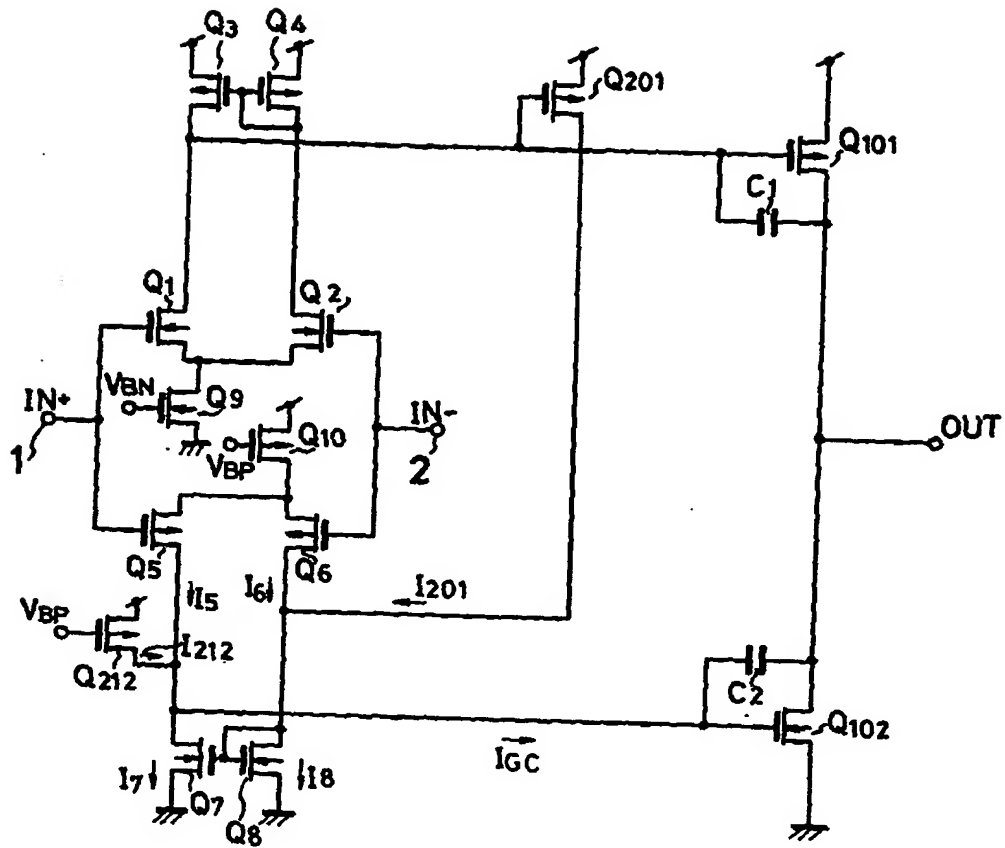 Q3
Q4
Q201
Q101
C1
Q1
Q2
VBN
Q9
IN+
1
Q10
VBP
IN-
2
OUT
Q5
Q6
I5
I6
I201
VBP
I212
Q212
C2
Q102
IGC
I7
Q7
I8
Q8